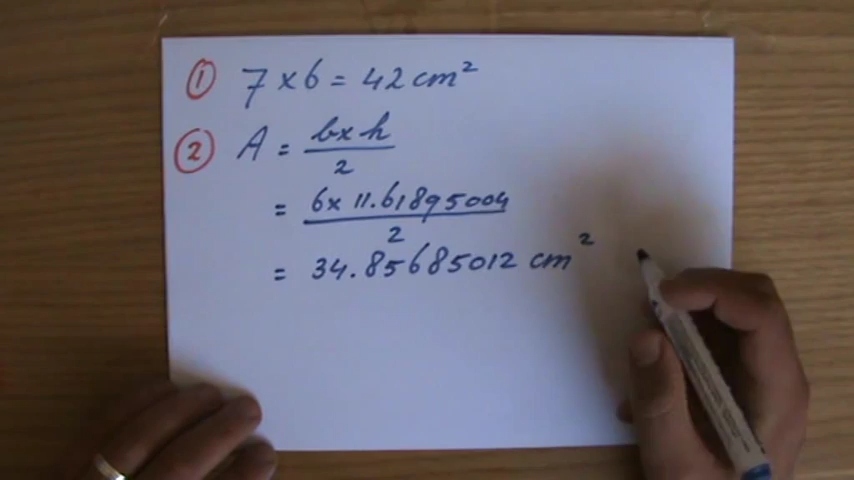 ① 7 × 6 = 42 cm²
② A = b × h / 2
= 6 × 11.61895004 / 2
= 34.85685012 cm²